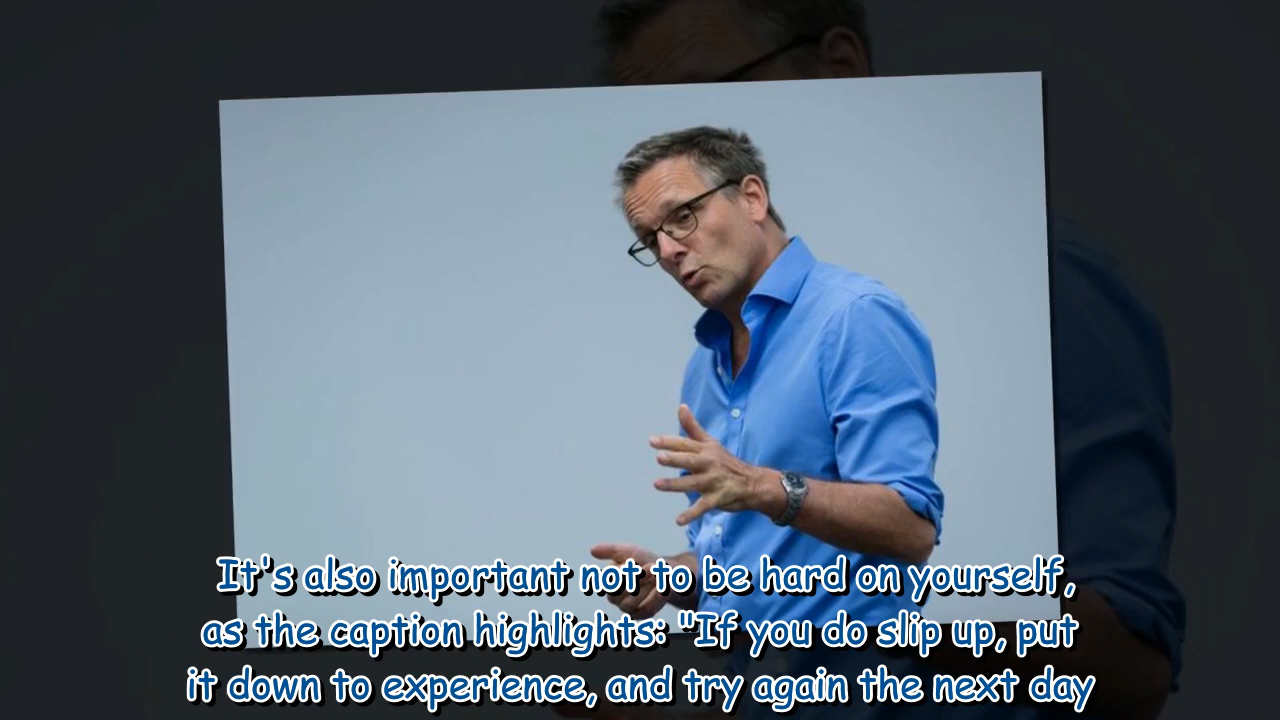 It's also important not to be hard on yourself,
as the caption highlights: "If you do slip up, put
it down to experience, and try again the next day